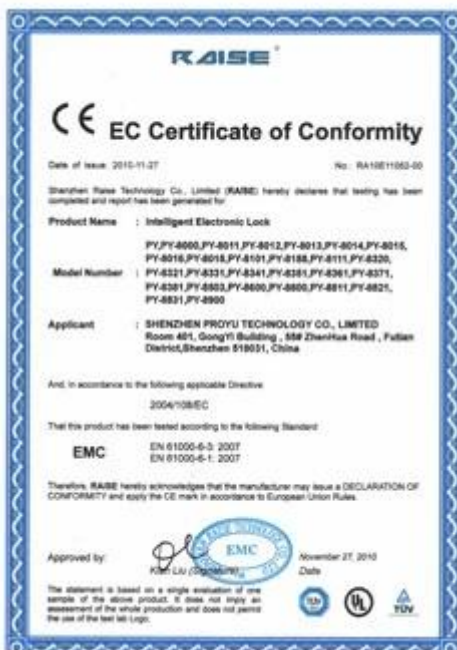 RAISE
CE EC Certificate of Conformity
Date of Issue: 2010-11-27 No.: RA10E11052-00
Shenzhen Raise Technology Co., Limited (RAISE) hereby declares that testing has been
completed and report has been generated for
Product Name : Intelligent Electronic Lock
PY,PY-8000,PY-8011,PY-8012,PY-8013,PY-8014,PY-8015,
PY-8016,PY-8018,PY-8101,PY-8188,PY-8111,PY-8320,
Model Number : PY-8321,PY-8331,PY-8341,PY-8351,PY-8361,PY-8371,
PY-8381,PY-8503,PY-8600,PY-8800,PY-8811,PY-8821,
PY-8831,PY-8900
Applicant : SHENZHEN PROYU TECHNOLOGY CO., LIMITED
Room 401, GongYi Building , 55# ZhenHua Road , Futian
District,Shenzhen 518031, China
And, in accordance to the following applicable Directive
2004/108/EC
That this product has been tested according to the following Standard
EMC EN 61000-6-3: 2007
EN 61000-6-1: 2007
Therefore, RAISE hereby acknowledges that the manufacturer may issue a DECLARATION OF
CONFORMITY and apply the CE mark in accordance to European Union Rules.
EMC
Approved by: Liu (Signature) November 27, 2010
Date
The statement is based on a single evaluation of one
sample of the above product. It does not imply an
assessment of the whole production and does not permit
the use of the test lab Logo.
UL
TÜV